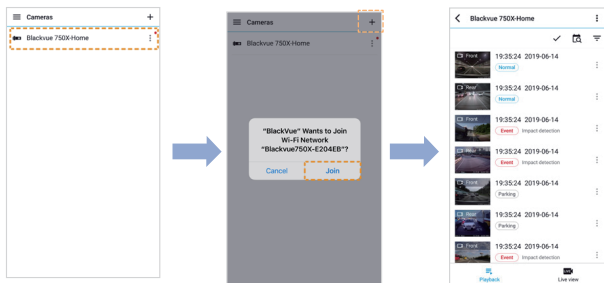 Cameras
+
Blackvue 750X-Home
Cameras
+
Blackvue 750X-Home
"BlackVue" Wants to Join
Wi-Fi Network
"Blackvue750X-E204EB"?
Cancel Join
Blackvue 750X-Home
Front 19:35:24 2019-06-14
Normal
Rear 19:35:24 2019-06-14
Normal
Front 19:35:24 2019-06-14
Event Impact detection
Rear 19:35:24 2019-06-14
Event Impact detection
Front 19:35:24 2019-06-14
Parking
Rear 19:35:24 2019-06-14
Parking
Front 19:35:24 2019-06-14
Event Impact detection
Playback Live view